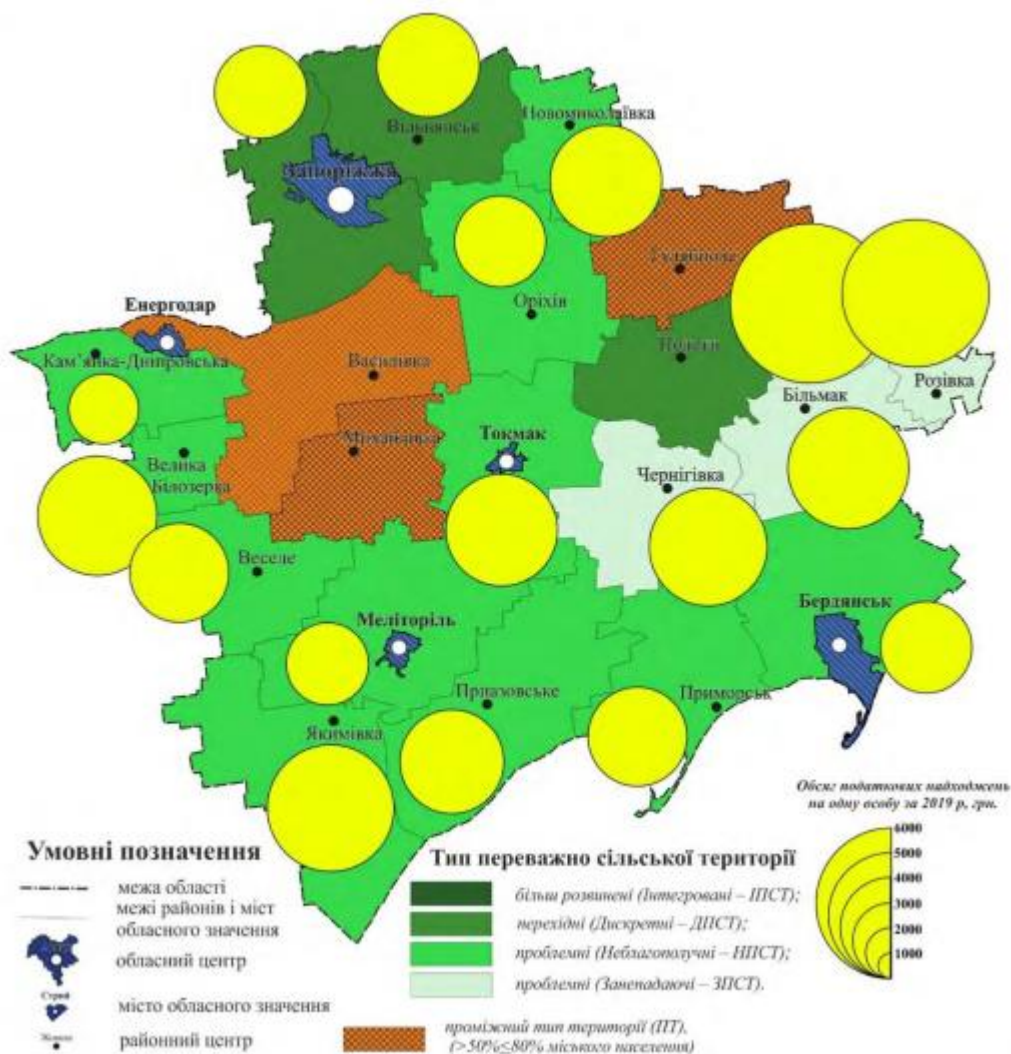 Новомиколаївка
Вільнянськ
Запоріжжя
Гуляйполе
Оріхів
Енергодар
Кам’янка-Дніпровська
Пологи
Василівка
Більмак
Розівка
Михайлівка
Токмак
Велика
Білозерка
Чернігівка
Веселе
Бердянськ
Меліторіль
Приазовське
Приморськ
Якимівка
Обсяг податкових надходжень
на одну особу за 2019 р, грн.
6000
5000
4000
3000
2000
1000
Умовні позначення
межа області
межі районів і міст
обласного значення
обласний центр
Стрий
місто обласного значення
районний центр
Тип переважно сільської території
більш розвинені (Інтегровані – ІПСТ);
перехідні (Дискретні – ДПСТ);
проблемні (Неблагополучні – НПСТ;
проблемні (Занепадаючі – ЗПСТ).
проміжний тип території (ПТ),
(>50%≤80% міського населення)